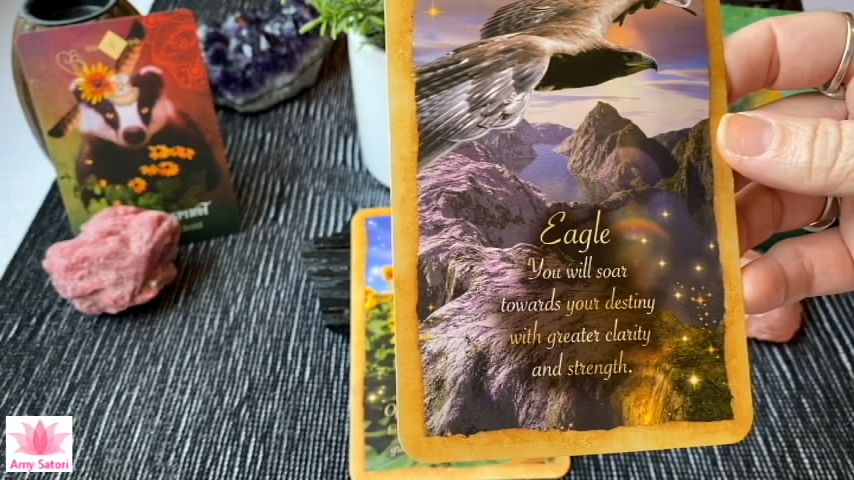 Eagle
You will soar
towards your destiny
with greater clarity
and strength.
Amy Satori